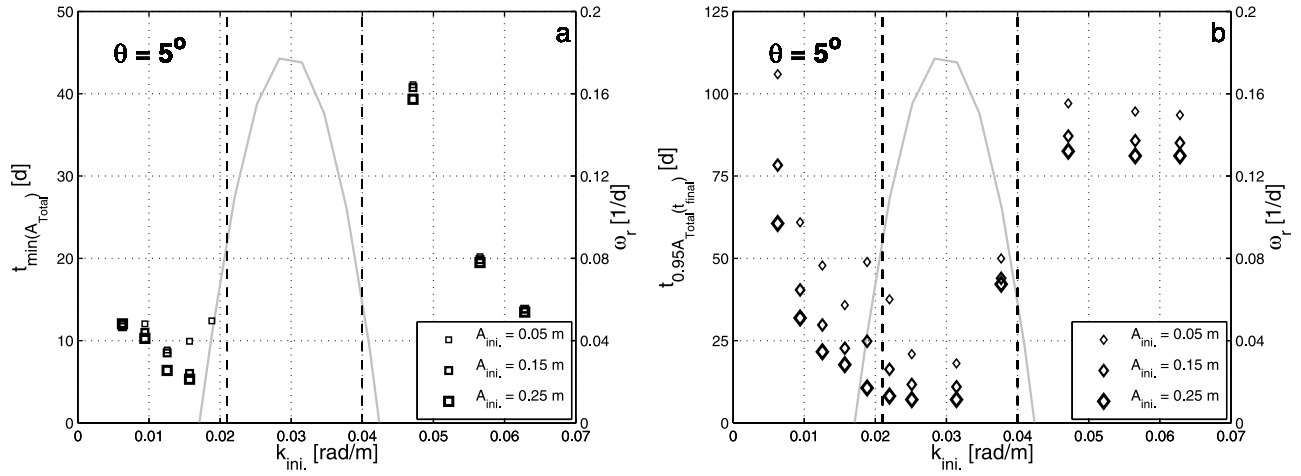 θ = 5°
a
50
40
30
20
10
0
t_min(A_Total) [d]
0.2
0.16
0.12
0.08
0.04
0
ω_r [1/d]
A_ini. = 0.05 m
A_ini. = 0.15 m
A_ini. = 0.25 m
0 0.01 0.02 0.03 0.04 0.05 0.06 0.07
k_ini. [rad/m]
θ = 5°
b
125
100
75
50
25
0
t_0.95A_Total(t_final) [d]
0.2
0.16
0.12
0.08
0.04
0
ω_r [1/d]
A_ini. = 0.05 m
A_ini. = 0.15 m
A_ini. = 0.25 m
0 0.01 0.02 0.03 0.04 0.05 0.06 0.07
k_ini. [rad/m]